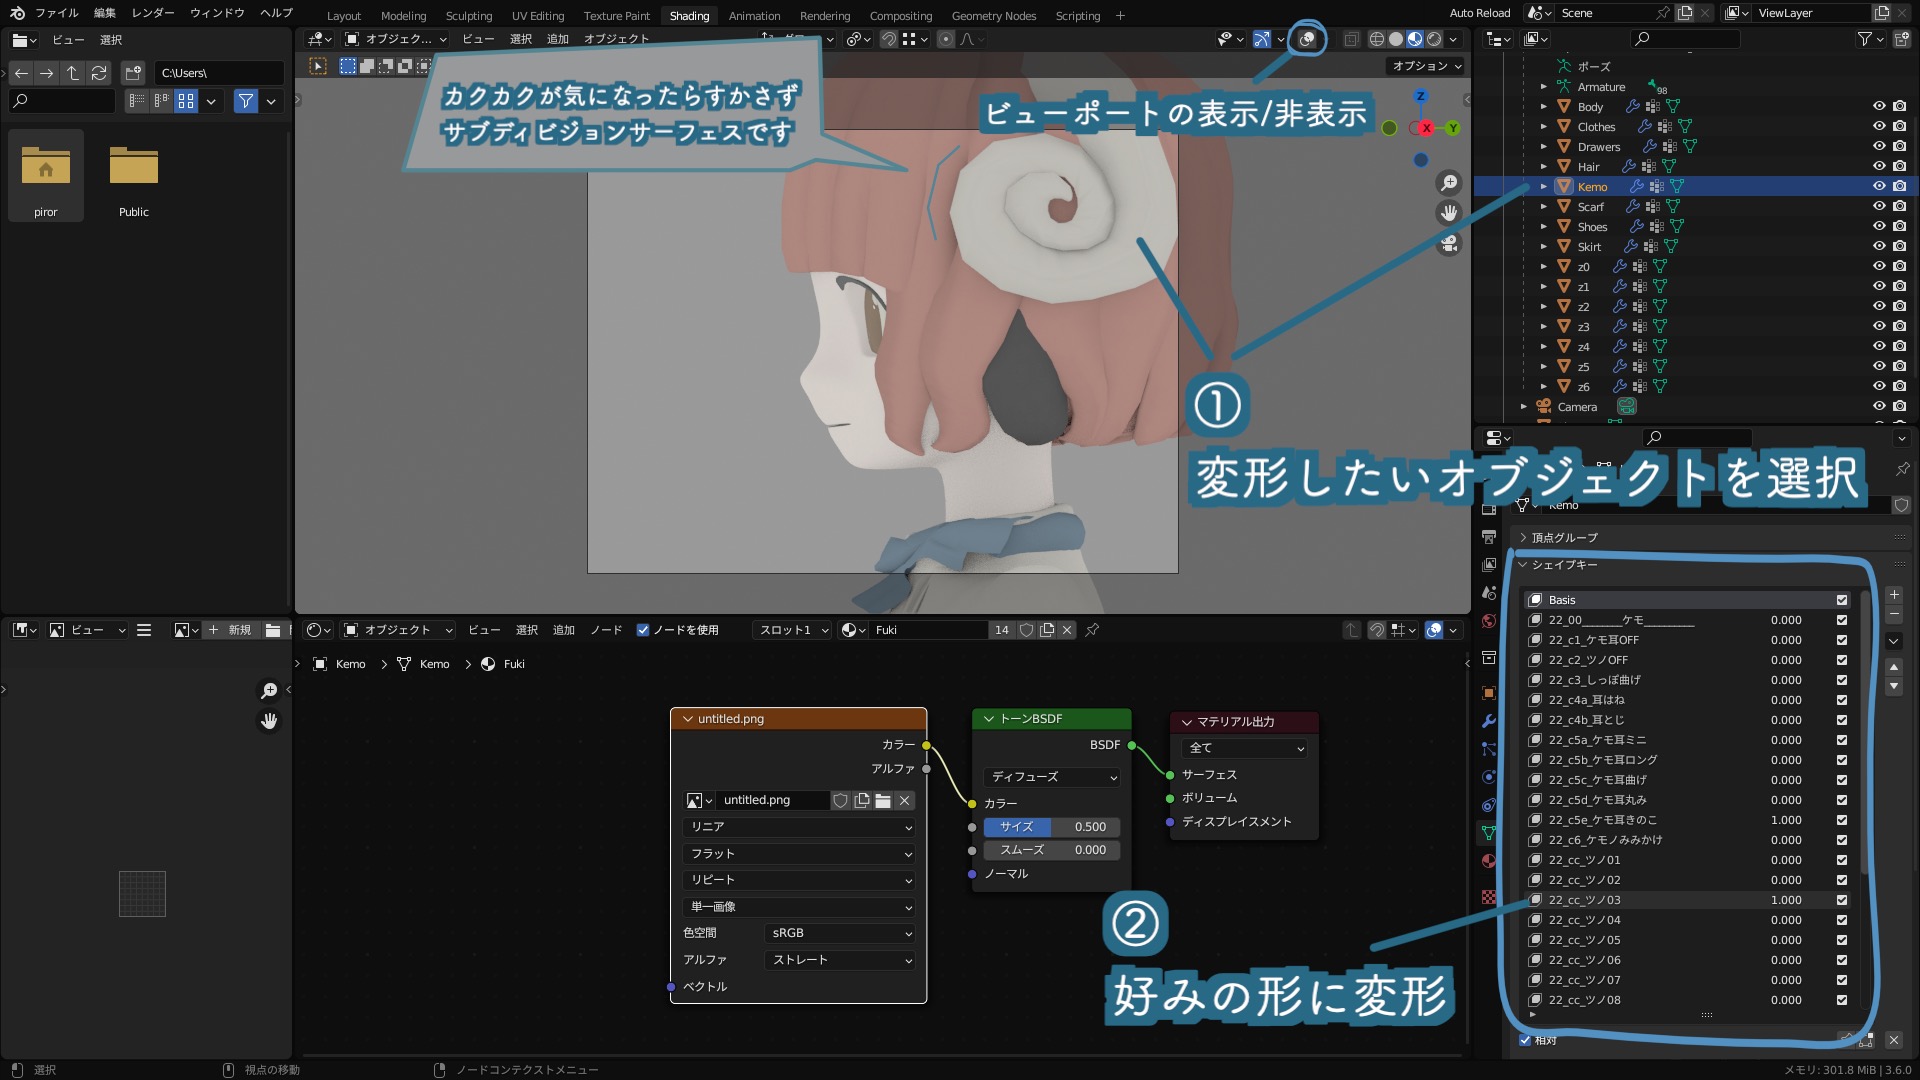 ファイル 編集 レンダー ウィンドウ ヘルプ Layout Modeling Sculpting UV Editing Texture Paint Shading Animation Rendering Compositing Geometry Nodes Scripting + Auto Reload Scene ViewLayer
ビュー 選択
C:\Users\
piror
Public
オブジェク... ビュー 選択 追加 オブジェクト
オプション
カクカクが気になったらすかさず
サブディビジョンサーフェスです
ビューポートの表示/非表示
Z
X
Y
①
変形したいオブジェクトを選択
ポーズ
Armature 98
Body
Clothes
Drawers
Hair
Kemo
Scarf
Shoes
Skirt
z0
z1
z2
z3
z4
z5
z6
Camera
Kemo
頂点グループ
シェイプキー
Basis
22_00________ケモ__________ 0.000
22_c1_ケモ耳OFF 0.000
22_c2_ツノOFF 0.000
22_c3_しっぽ曲げ 0.000
22_c4a_耳はね 0.000
22_c4b_耳とじ 0.000
22_c5a_ケモ耳ミニ 0.000
22_c5b_ケモ耳ロング 0.000
22_c5c_ケモ耳曲げ 0.000
22_c5d_ケモ耳丸み 0.000
22_c5e_ケモ耳きのこ 1.000
22_c6_ケモノみみかけ 0.000
22_cc_ツノ01 0.000
22_cc_ツノ02 0.000
22_cc_ツノ03 1.000
22_cc_ツノ04 0.000
22_cc_ツノ05 0.000
22_cc_ツノ06 0.000
22_cc_ツノ07 0.000
22_cc_ツノ08 0.000
相対
ビュー 新規
オブジェクト ビュー 選択 追加 ノード ノードを使用 スロット1 Fuki 14
Kemo Kemo Fuki
untitled.png
カラー
アルファ
untitled.png
リニア
フラット
リピート
単一画像
色空間 sRGB
アルファ ストレート
ベクトル
トーンBSDF
BSDF
ディフューズ
カラー
サイズ 0.500
スムーズ 0.000
ノーマル
マテリアル出力
全て
サーフェス
ボリューム
ディスプレイスメント
②
好みの形に変形
選択 視点の移動 ノードコンテクストメニュー メモリ: 301.8 MiB | 3.6.0